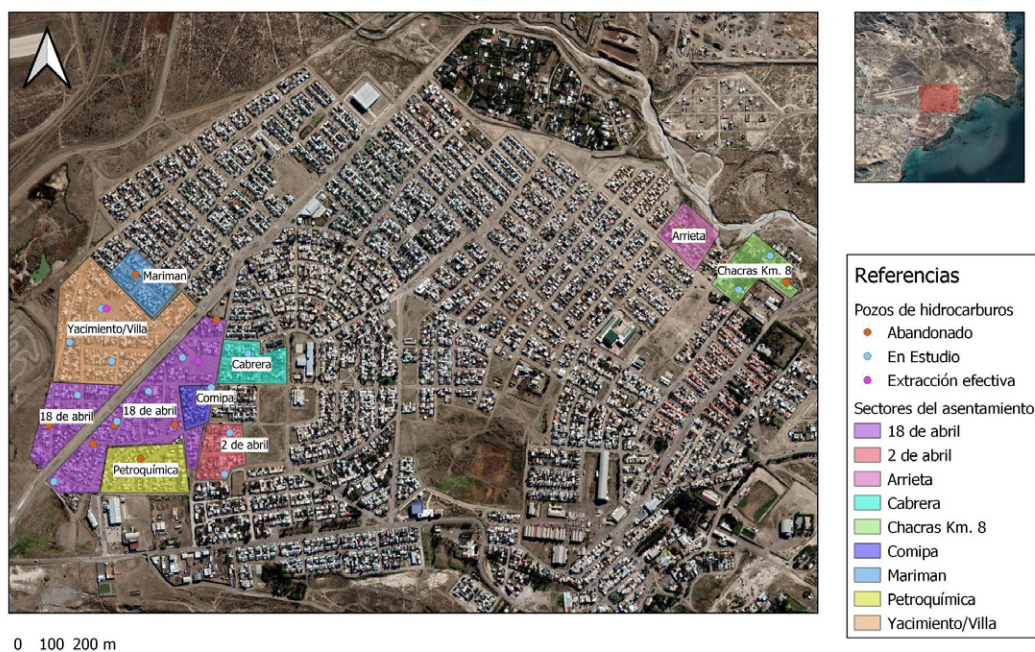 Arrieta
Chacras Km. 8
Mariman
Yacimiento/Villa
Cabrera
Comipa
18 de abril
18 de abril
2 de abril
Petroquímica
0 100 200 m
Referencias
Pozos de hidrocarburos
Abandonado
En Estudio
Extracción efectiva
Sectores del asentamiento
18 de abril
2 de abril
Arrieta
Cabrera
Chacras Km. 8
Comipa
Mariman
Petroquímica
Yacimiento/Villa